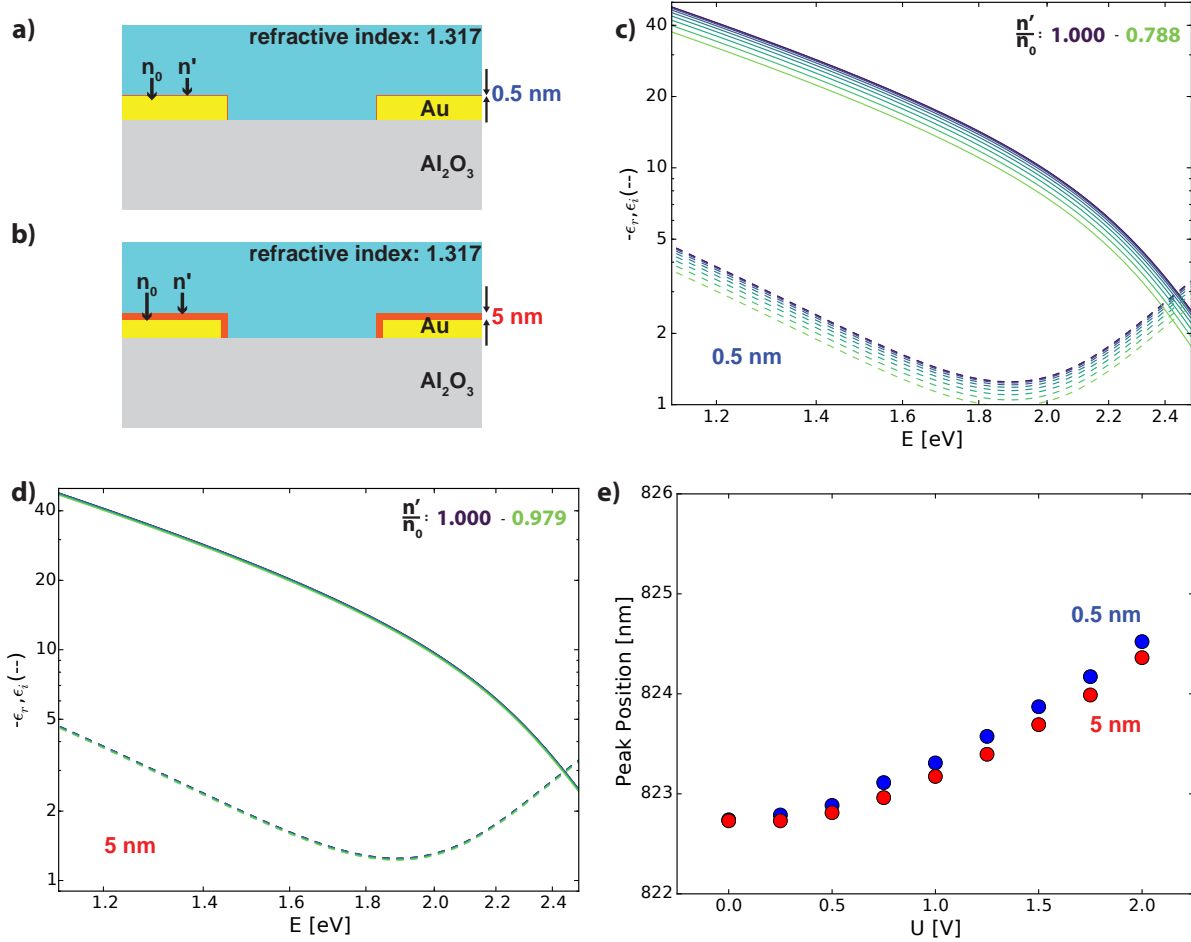 a)
refractive index: 1.317
n0 n'
0.5 nm
Au
Al2O3
b)
refractive index: 1.317
n0 n'
5 nm
Au
Al2O3
c)
n'/n0 : 1.000 - 0.788
40
20
10
5
2
1
-ϵr,ϵi(--)
0.5 nm
1.2 1.4 1.6 1.8 2.0 2.2 2.4
E [eV]
d)
n'/n0 : 1.000 - 0.979
40
20
10
5
2
1
-ϵr,ϵi(--)
5 nm
1.2 1.4 1.6 1.8 2.0 2.2 2.4
E [eV]
e)
826
825
824
823
822
Peak Position [nm]
0.5 nm
5 nm
0.0 0.5 1.0 1.5 2.0
U [V]